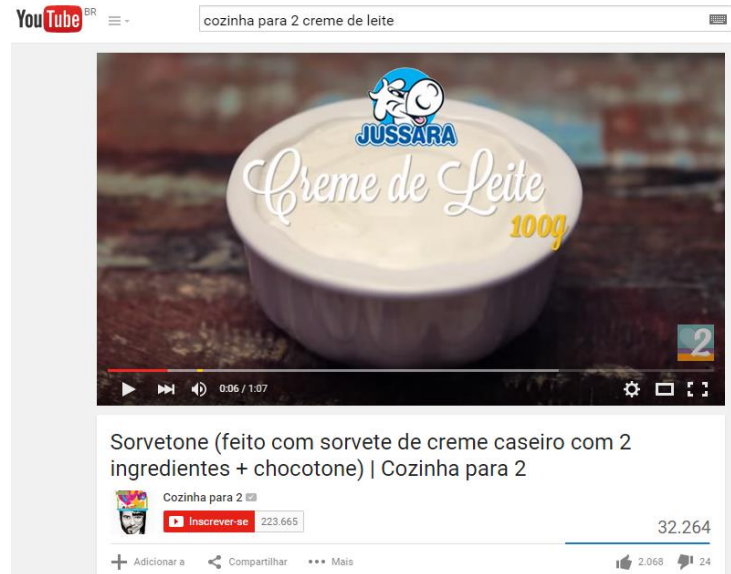 YouTube BR
cozinha para 2 creme de leite
JUSSARA
Creme de Leite
100g
2
0:06 / 1:07
Sorvetone (feito com sorvete de creme caseiro com 2
ingredientes + chocotone) | Cozinha para 2
Cozinha para 2
Inscrever-se 223.665
32.264
Adicionar a Compartilhar Mais 2.068 24